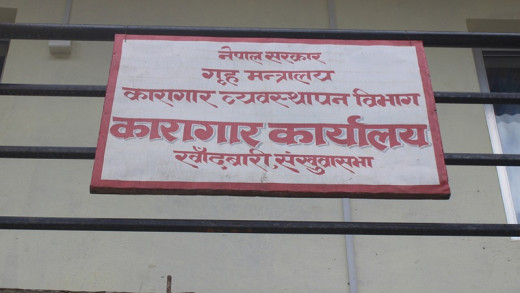 नेपाल सरकार
गृह मन्त्रालय
कारागार व्यवस्थापन विभाग
कारागार कार्यालय
खाँदबारी, संखुवासभा